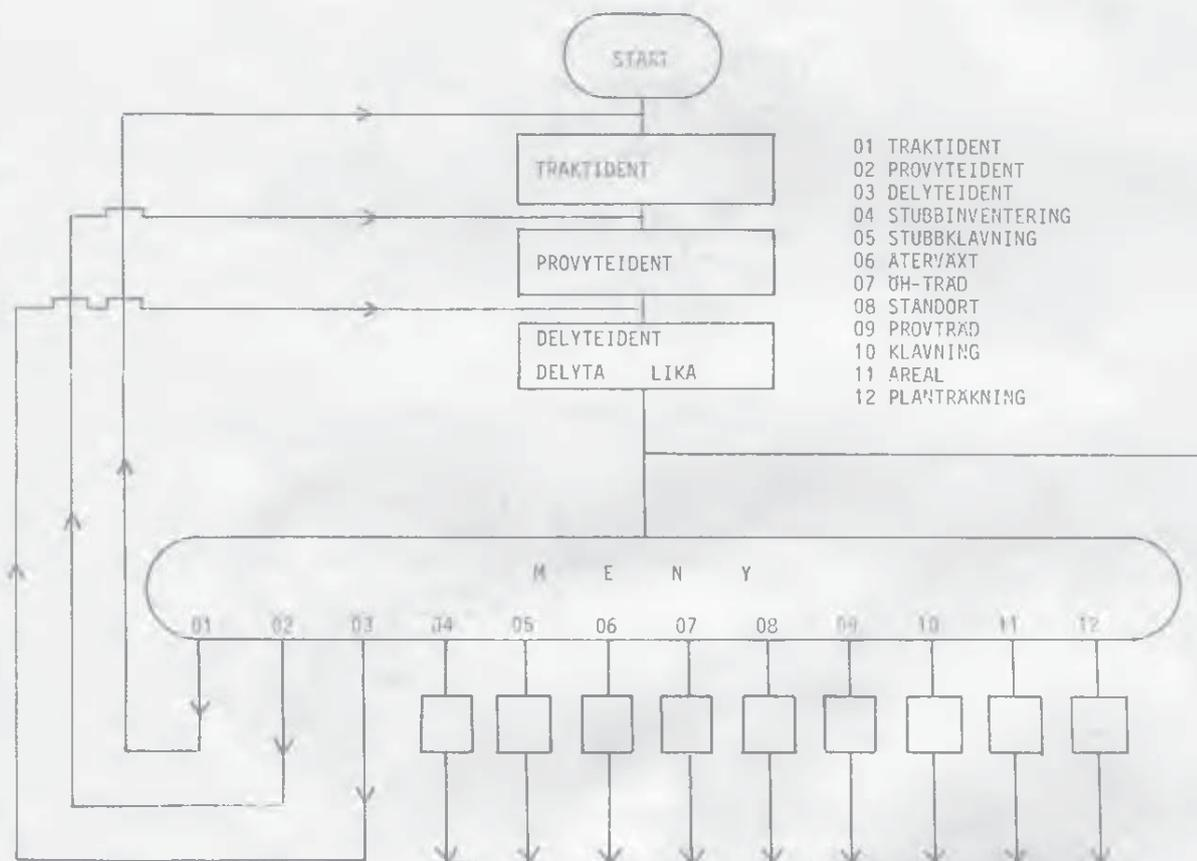 START
TRAKTIDENT
PROVYTEIDENT
DELYTEIDENT
DELYTA LIKA
01 TRAKTIDENT
02 PROVYTEIDENT
03 DELYTEIDENT
04 STUBBINVENTERING
05 STUBBKLAVNING
06 ÅTERVÄXT
07 ÖH-TRÄD
08 STÅNDORT
09 PROVTRÄD
10 KLAVNING
11 AREAL
12 PLANTRÄKNING
M E N Y
01 02 03 04 05 06 07 08 09 10 11 12